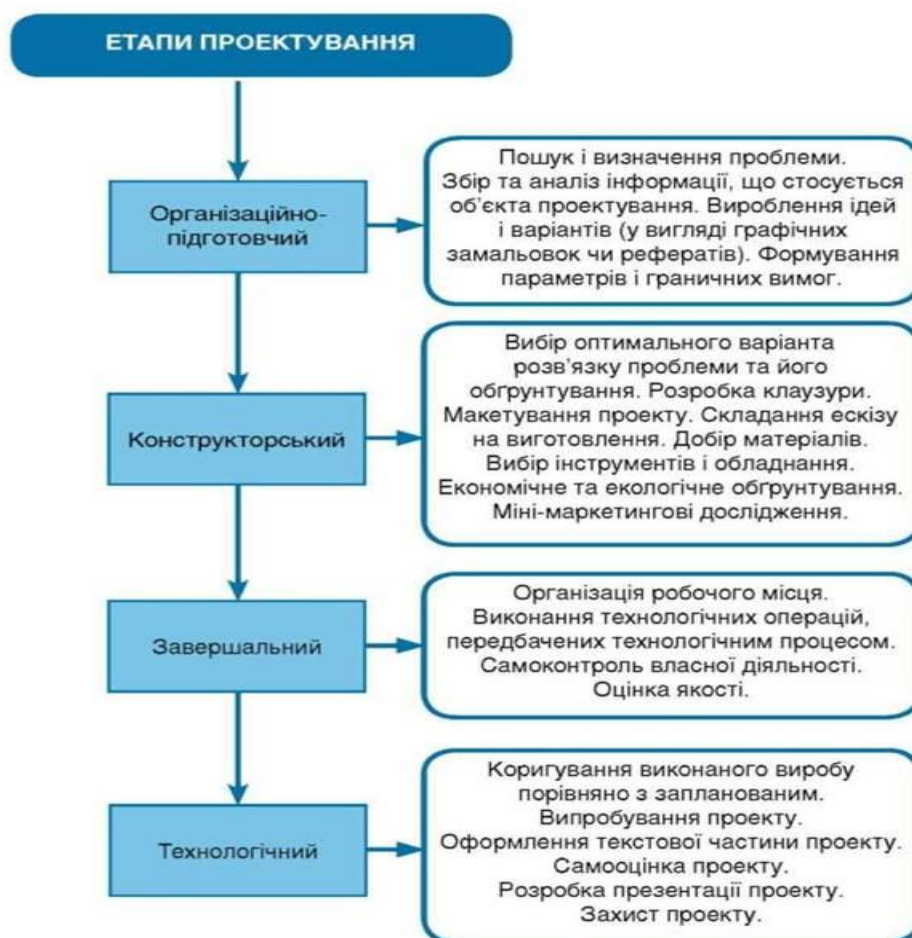 ЕТАПИ ПРОЕКТУВАННЯ
Організаційно-
підготовчий
Пошук і визначення проблеми.
Збір та аналіз інформації, що стосується
об’єкта проектування. Вироблення ідей
і варіантів (у вигляді графічних
замальовок чи рефератів). Формування
параметрів і граничних вимог.
Конструкторський
Вибір оптимального варіанта
розв’язку проблеми та його
обґрунтування. Розробка клаузури.
Макетування проекту. Складання ескізу
на виготовлення. Добір матеріалів.
Вибір інструментів і обладнання.
Економічне та екологічне обґрунтування.
Міні-маркетингові дослідження.
Завершальний
Організація робочого місця.
Виконання технологічних операцій,
передбачених технологічним процесом.
Самоконтроль власної діяльності.
Оцінка якості.
Технологічний
Коригування виконаного виробу
порівняно з запланованим.
Випробування проекту.
Оформлення текстової частини проекту.
Самооцінка проекту.
Розробка презентації проекту.
Захист проекту.